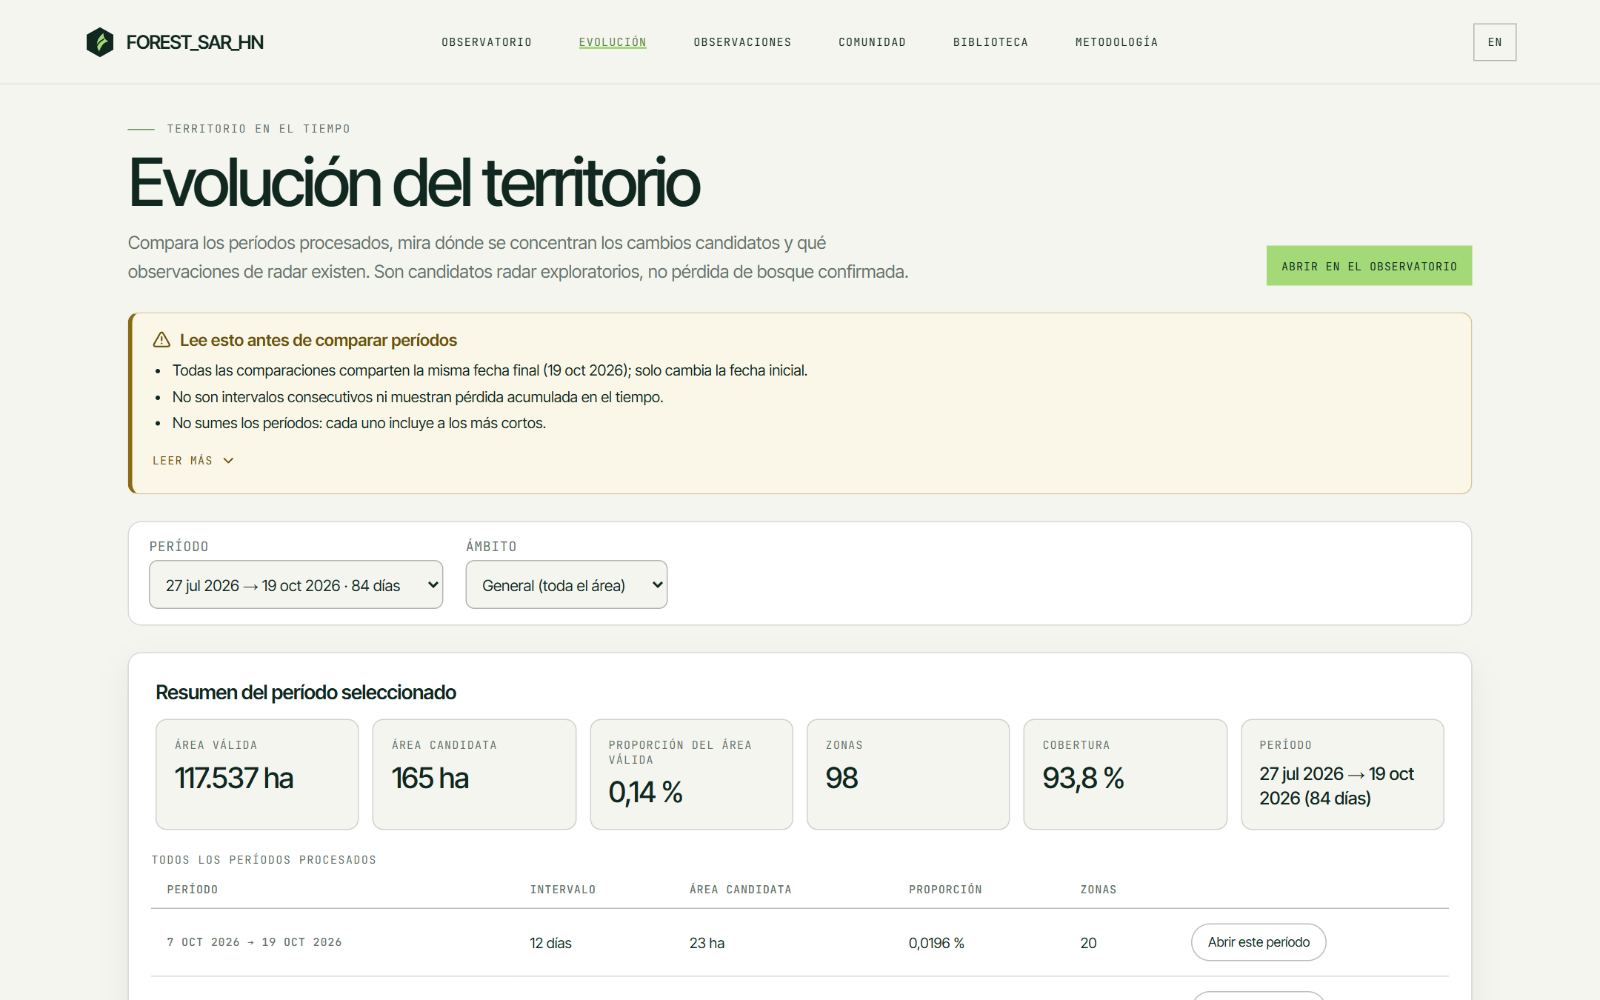 FOREST_SAR_HN
OBSERVATORIO
EVOLUCIÓN
OBSERVACIONES
COMUNIDAD
BIBLIOTECA
METODOLOGÍA
EN
TERRITORIO EN EL TIEMPO
Evolución del territorio
Compara los períodos procesados, mira dónde se concentran los cambios candidatos y qué
observaciones de radar existen. Son candidatos radar exploratorios, no pérdida de bosque confirmada.
ABRIR EN EL OBSERVATORIO
Lee esto antes de comparar períodos
• Todas las comparaciones comparten la misma fecha final (19 oct 2026); solo cambia la fecha inicial.
• No son intervalos consecutivos ni muestran pérdida acumulada en el tiempo.
• No sumes los períodos: cada uno incluye a los más cortos.
LEER MÁS
PERÍODO
27 jul 2026 → 19 oct 2026 · 84 días
ÁMBITO
General (toda el área)
Resumen del período seleccionado
ÁREA VÁLIDA
117.537 ha
ÁREA CANDIDATA
165 ha
PROPORCIÓN DEL ÁREA
VÁLIDA
0,14 %
ZONAS
98
COBERTURA
93,8 %
PERÍODO
27 jul 2026 → 19 oct
2026 (84 días)
TODOS LOS PERÍODOS PROCESADOS
PERÍODO INTERVALO ÁREA CANDIDATA PROPORCIÓN ZONAS
7 OCT 2026 → 19 OCT 2026 12 días 23 ha 0,0196 % 20 Abrir este período